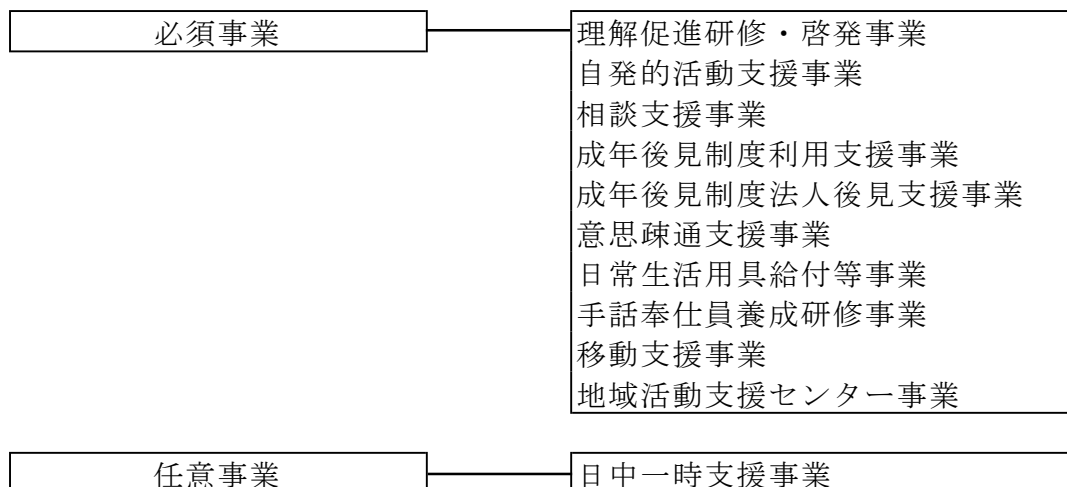 必須事業
理解促進研修・啓発事業
自発的活動支援事業
相談支援事業
成年後見制度利用支援事業
成年後見制度法人後見支援事業
意思疎通支援事業
日常生活用具給付等事業
手話奉仕員養成研修事業
移動支援事業
地域活動支援センター事業
任意事業
日中一時支援事業